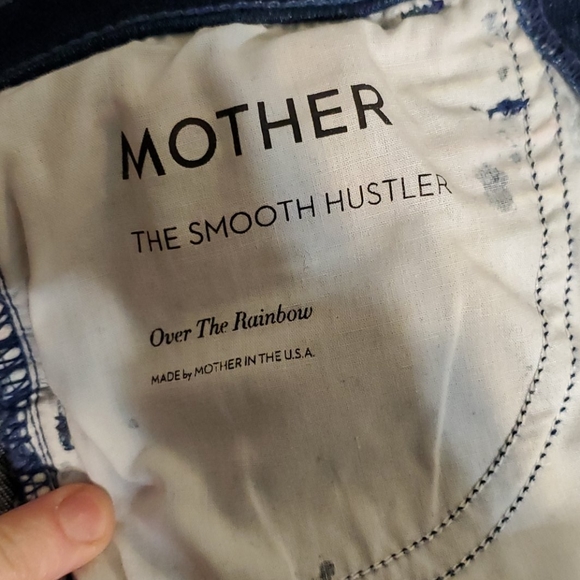 MOTHER
THE SMOOTH HUSTLER
Over The Rainbow
MADE by MOTHER IN THE U.S.A.